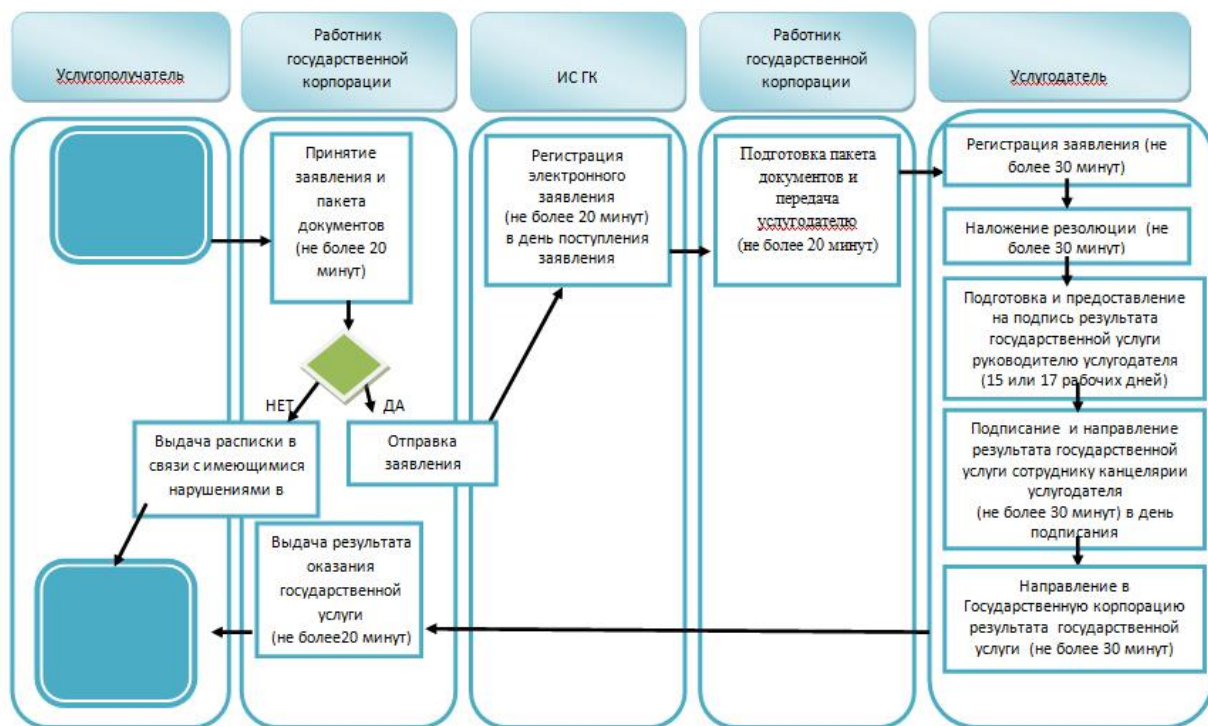 Услугополучатель
Работник
государственной
корпорации
ИС ГК
Работник
государственной
корпорации
Услугодатель
Принятие
заявления и
пакета
документов
(не более 20
минут)
НЕТ
ДА
Выдача расписки в
связи с имеющимися
нарушениями в
Отправка
заявления
Выдача результата
оказания
государственной
услуги
(не более20 минут)
Регистрация
электронного
заявления
(не более 20 минут)
в день поступления
заявления
Подготовка пакета
документов и
передача
услугодателю
(не более 20 минут)
Регистрация заявления (не
более 30 минут)
Наложение резолюции (не
более 30 минут)
Подготовка и предоставление
на подпись результата
государственной услуги
руководителю услугодателя
(15 или 17 рабочих дней)
Подписание и направление
результата государственной
услуги сотруднику канцелярии
услугодателя
(не более 30 минут) в день
подписания
Направление в
Государственную корпорацию
результата государственной
услуги (не более 30 минут)